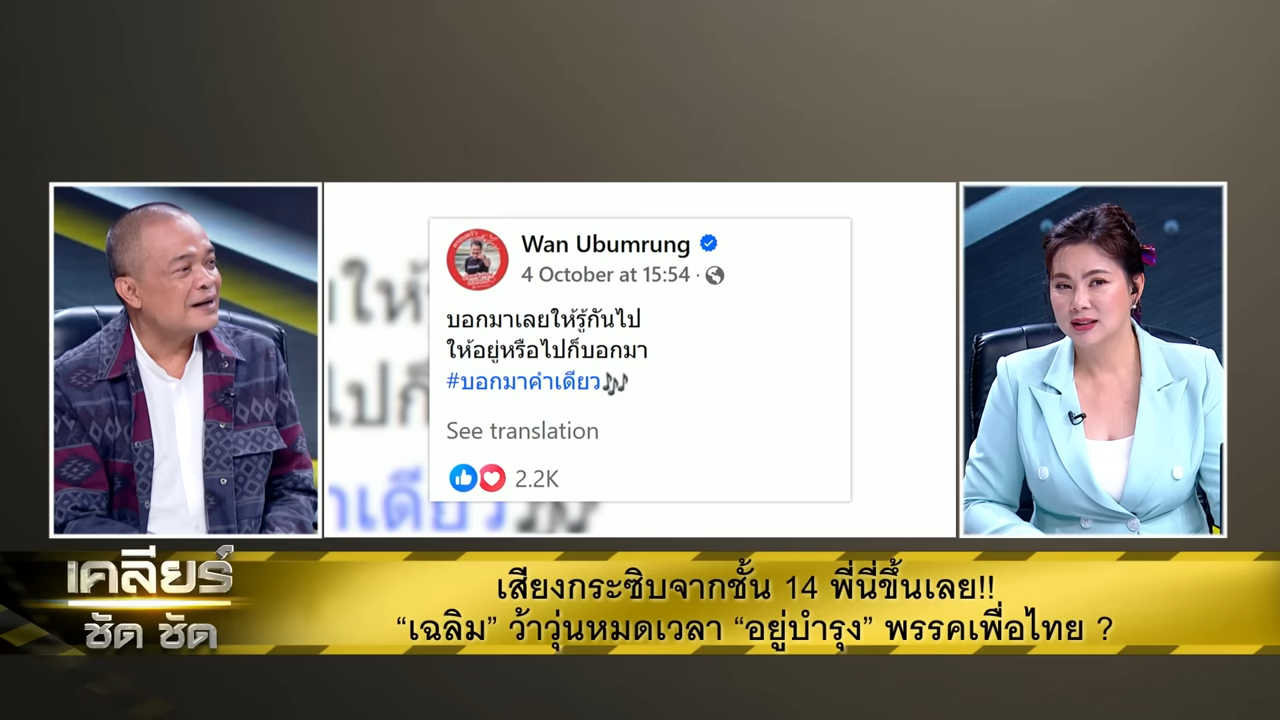 Wan Ubumrung
4 October at 15:54 ·
บอกมาเลยให้รู้กันไป
ให้อยู่หรือไปก็บอกมา
#บอกมาคำเดียว🎶
See translation
2.2K
เคลียร์
ชัด ชัด
เสียงกระซิบจากชั้น 14 พี่นี่ขึ้นเลย!!
“เฉลิม” ว้าวุ่นหมดเวลา “อยู่บำรุง” พรรคเพื่อไทย ?